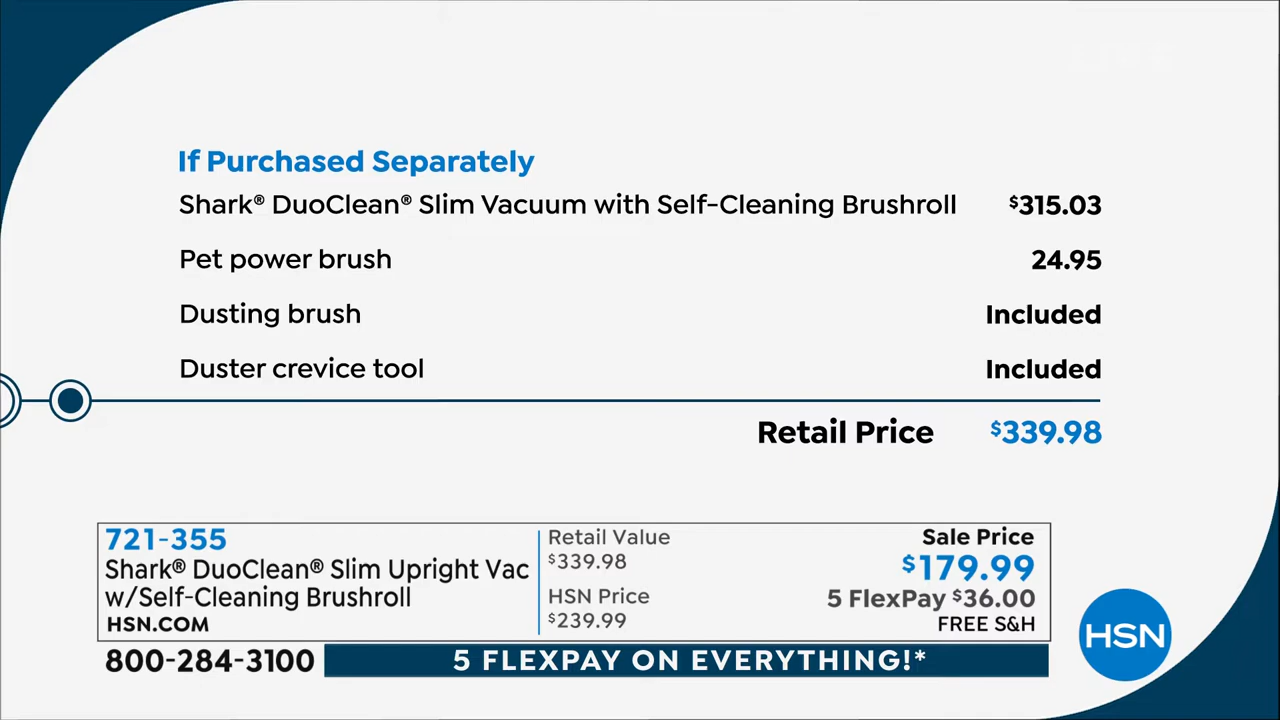 If Purchased Separately
Shark® DuoClean® Slim Vacuum with Self-Cleaning Brushroll $315.03
Pet power brush 24.95
Dusting brush Included
Duster crevice tool Included
Retail Price $339.98
721-355
Shark® DuoClean® Slim Upright Vac
w/Self-Cleaning Brushroll
HSN.COM
Retail Value
$339.98
HSN Price
$239.99
Sale Price
$179.99
5 FlexPay $36.00
FREE S&H
HSN
800-284-3100
5 FLEXPAY ON EVERYTHING!*